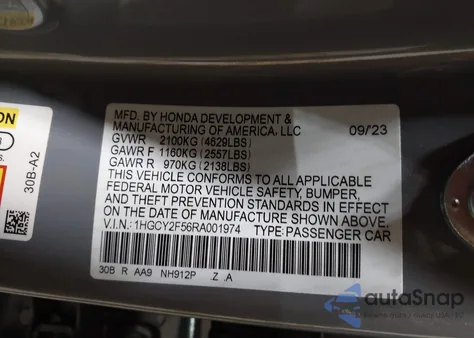 MFD. BY HONDA DEVELOPMENT &
MANUFACTURING OF AMERICA, LLC 09/23
GVWR 2100KG (4629LBS)
GAWR F 1160KG (2557LBS)
GAWR R 970KG (2138LBS)
THIS VEHICLE CONFORMS TO ALL APPLICABLE
FEDERAL MOTOR VEHICLE SAFETY, BUMPER,
AND THEFT PREVENTION STANDARDS IN EFFECT
ON THE DATE OF MANUFACTURE SHOWN ABOVE.
V.I.N.: 1HGCY2F56RA001974 TYPE: PASSENGER CAR
30B R AA9 NH912P Z .A
30B-A2
autoSnap